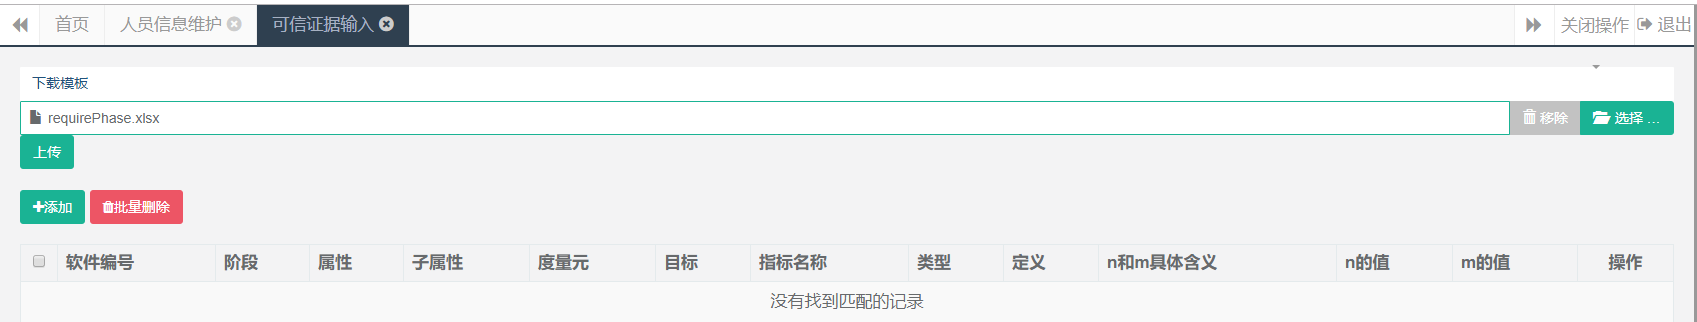 首页 人员信息维护 可信证据输入 关闭操作 退出
下载模板
requirePhase.xlsx 移除 选择 ...
上传
添加 批量删除
软件编号 阶段 属性 子属性 度量元 目标 指标名称 类型 定义 n和m具体含义 n的值 m的值 操作
没有找到匹配的记录